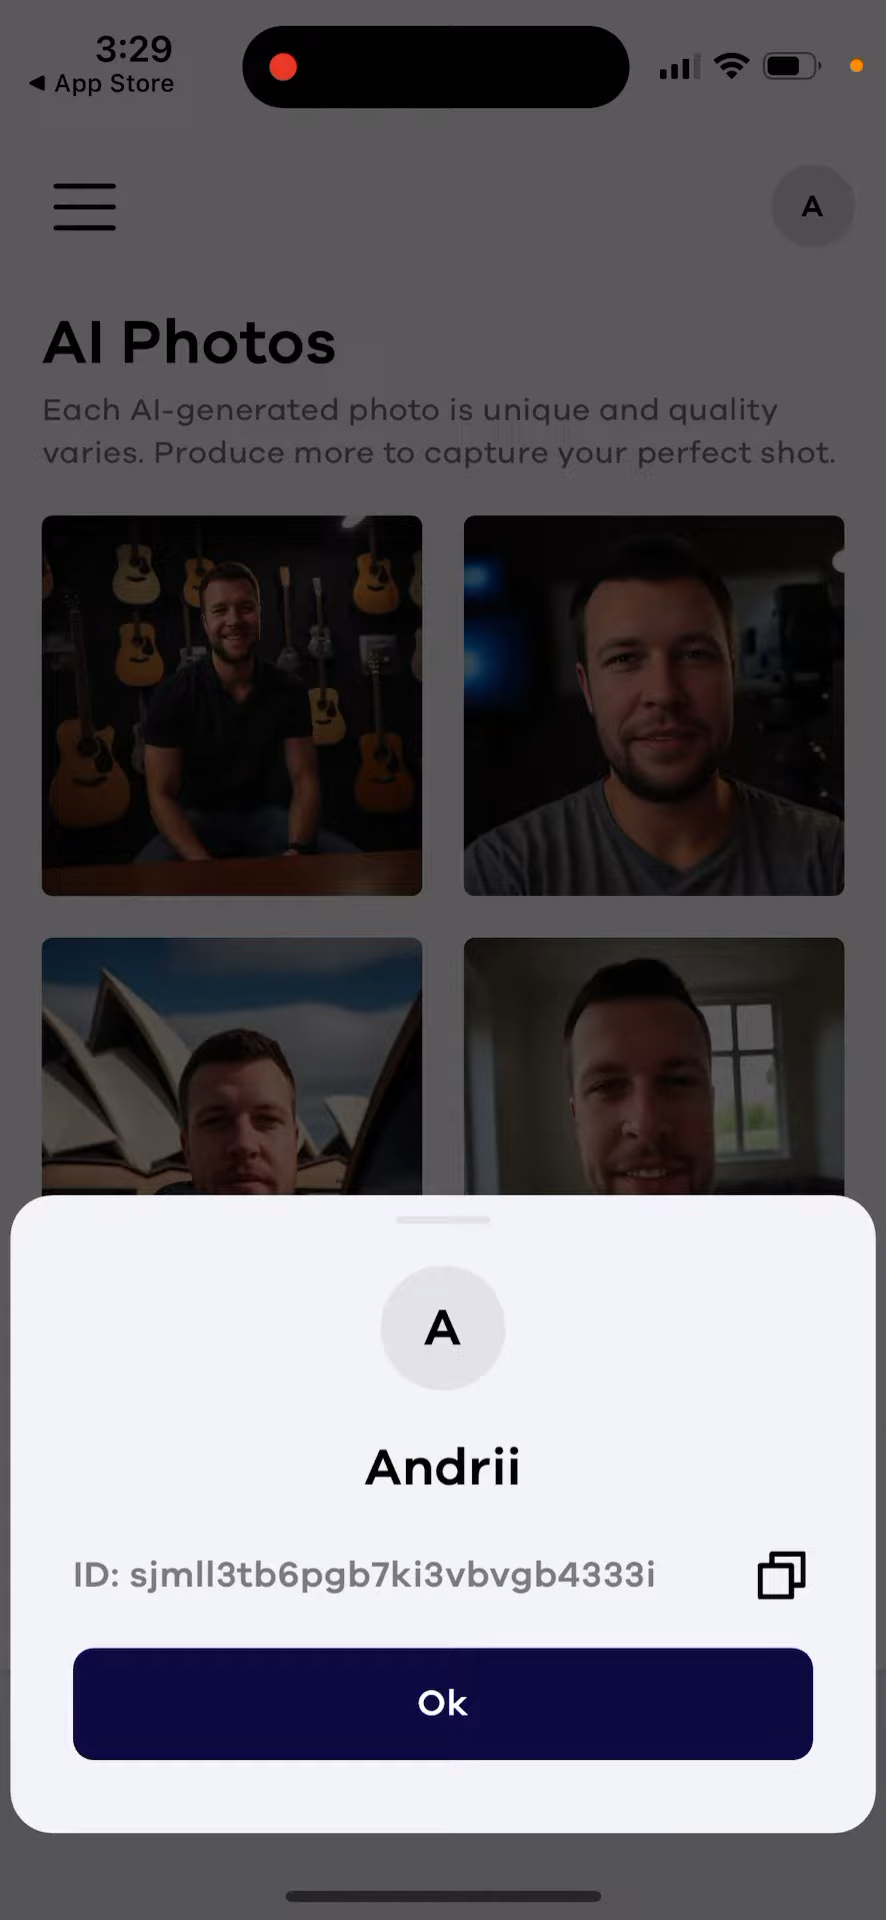 3:29
◀ App Store
A
AI Photos
Each AI-generated photo is unique and quality
varies. Produce more to capture your perfect shot.
A
Andrii
ID: sjmll3tb6pgb7ki3vbvgb4333i
Ok